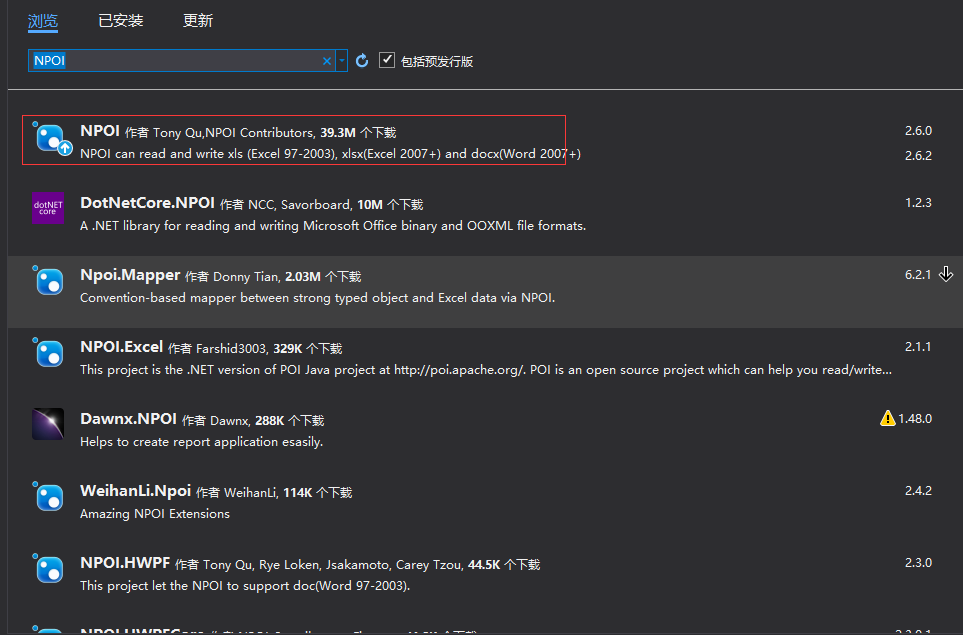 浏览 已安装 更新
NPOI 包括预发行版
NPOI 作者 Tony Qu,NPOI Contributors, 39.3M 个下载 2.6.0
NPOI can read and write xls (Excel 97-2003), xlsx(Excel 2007+) and docx(Word 2007+) 2.6.2
dotNET
core
DotNetCore.NPOI 作者 NCC, Savorboard, 10M 个下载 1.2.3
A .NET library for reading and writing Microsoft Office binary and OOXML file formats.
Npoi.Mapper 作者 Donny Tian, 2.03M 个下载 6.2.1
Convention-based mapper between strong typed object and Excel data via NPOI.
NPOI.Excel 作者 Farshid3003, 329K 个下载 2.1.1
This project is the .NET version of POI Java project at http://poi.apache.org/. POI is an open source project which can help you read/write...
Dawnx.NPOI 作者 Dawnx, 288K 个下载 1.48.0
Helps to create report application esasily.
WeihanLi.Npoi 作者 WeihanLi, 114K 个下载 2.4.2
Amazing NPOI Extensions
NPOI.HWPF 作者 Tony Qu, Rye Loken, Jsakamoto, Carey Tzou, 44.5K 个下载 2.3.0
This project let the NPOI to support doc(Word 97-2003).